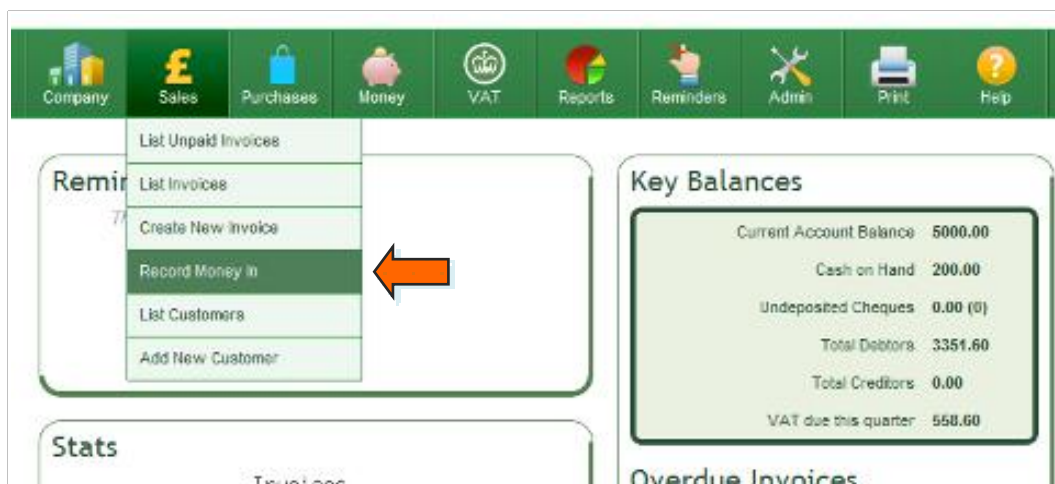 Company Sales Purchases Money VAT Reports Reminders Admin Print Help
List Unpaid Invoices
List Invoices
Create New Invoice
Record Money In
List Customers
Add New Customer
Key Balances
Current Account Balance 5000.00
Cash on Hand 200.00
Undeposited Cheques 0.00 (0)
Total Debtors 3351.60
Total Creditors 0.00
VAT due this quarter 558.60
Stats
Overdue Invoices